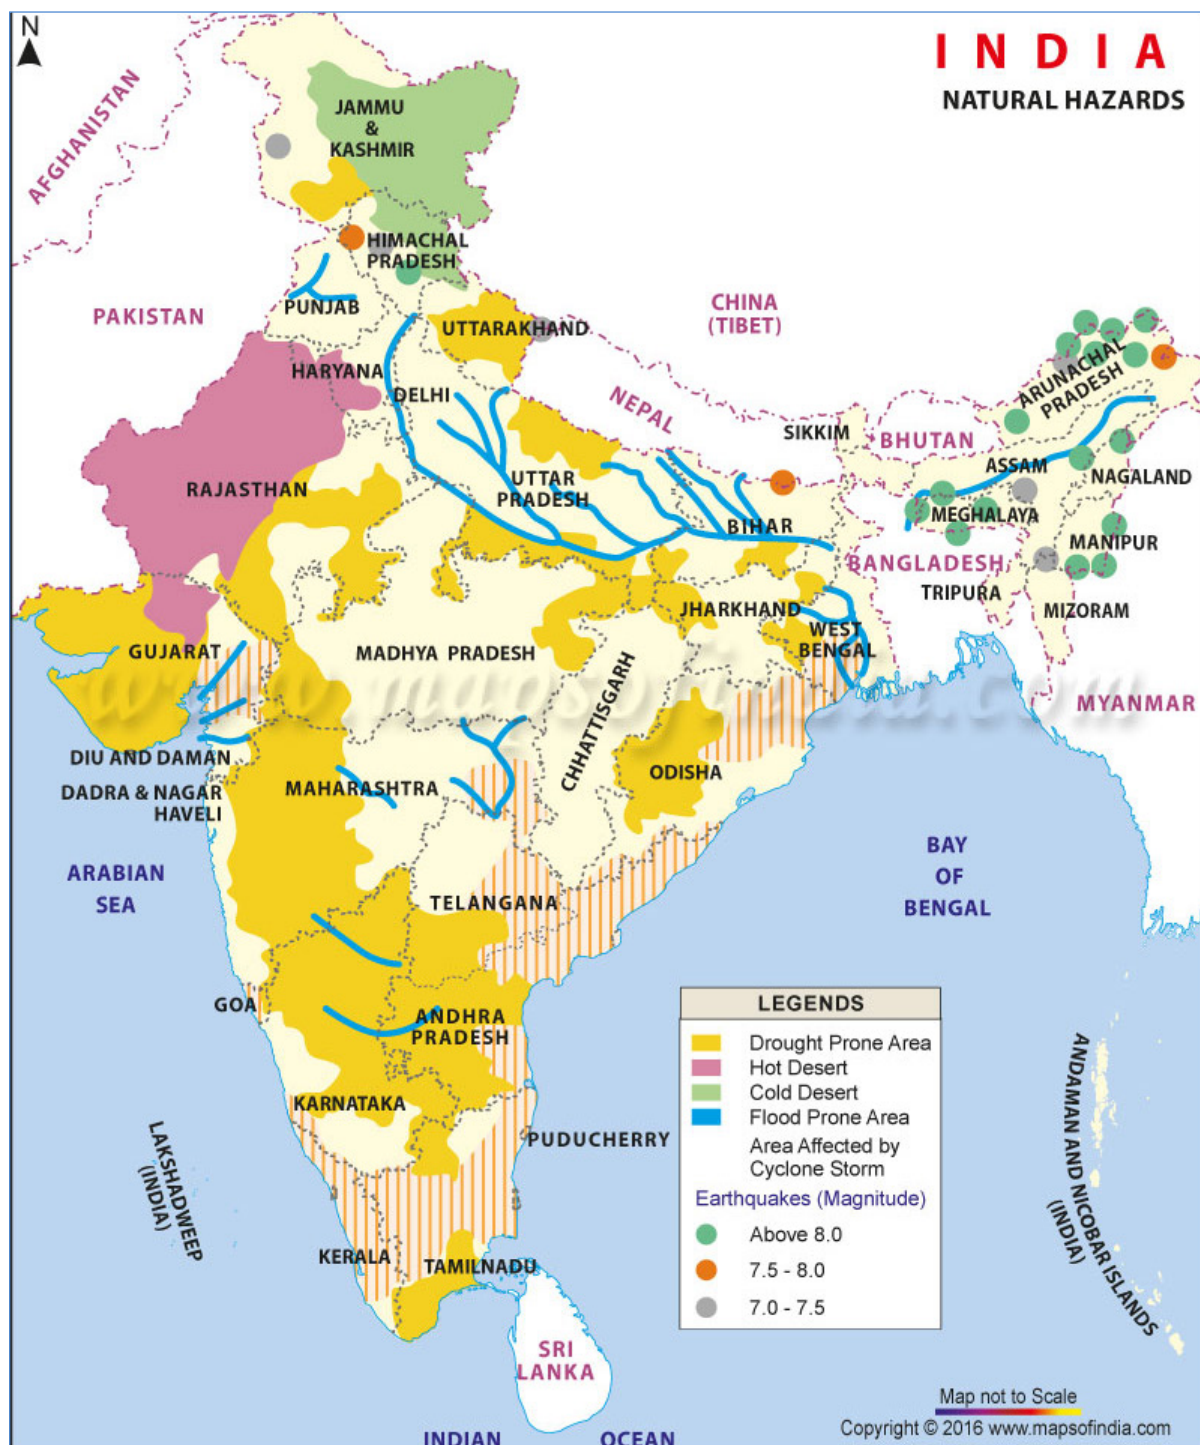 N
INDIA
NATURAL HAZARDS
AFGHANISTAN
JAMMU
&
KASHMIR
HIMACHAL
PRADESH
PAKISTAN
PUNJAB
UTTARAKHAND
CHINA
(TIBET)
HARYANA
DELHI
NEPAL
SIKKIM
BHUTAN
ARUNACHAL
PRADESH
ASSAM
NAGALAND
RAJASTHAN
UTTAR
PRADESH
BIHAR
MEGHALAYA
MANIPUR
BANGLADESH
TRIPURA
MIZORAM
JHARKHAND
WEST
BENGAL
GUJARAT
MADHYA PRADESH
CHHATTISGARH
www.mapsofindia.com
MYANMAR
DIU AND DAMAN
DADRA & NAGAR
HAVELI
MAHARASHTRA
ODISHA
ARABIAN
SEA
BAY
OF
BENGAL
TELANGANA
GOA
ANDHRA
PRADESH
KARNATAKA
PUDUCHERRY
LAKSHADWEEP
(INDIA)
KERALA
TAMILNADU
SRI
LANKA
INDIAN OCEAN
ANDAMAN AND NICOBAR ISLANDS
(INDIA)
LEGENDS
Drought Prone Area
Hot Desert
Cold Desert
Flood Prone Area
Area Affected by
Cyclone Storm
Earthquakes (Magnitude)
Above 8.0
7.5 - 8.0
7.0 - 7.5
Map not to Scale
Copyright © 2016 www.mapsofindia.com